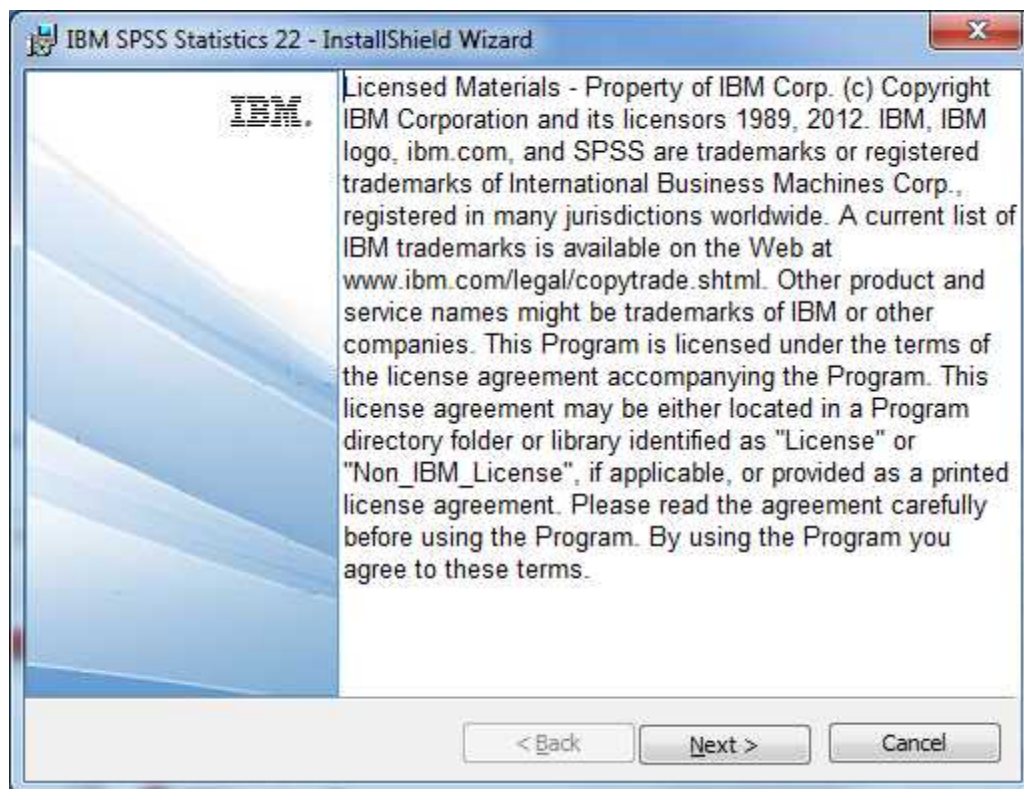 IBM SPSS Statistics 22 - InstallShield Wizard
IBM.
Licensed Materials - Property of IBM Corp. (c) Copyright
IBM Corporation and its licensors 1989, 2012. IBM, IBM
logo, ibm.com, and SPSS are trademarks or registered
trademarks of International Business Machines Corp.,
registered in many jurisdictions worldwide. A current list of
IBM trademarks is available on the Web at
www.ibm.com/legal/copytrade.shtml. Other product and
service names might be trademarks of IBM or other
companies. This Program is licensed under the terms of
the license agreement accompanying the Program. This
license agreement may be either located in a Program
directory folder or library identified as "License" or
"Non_IBM_License", if applicable, or provided as a printed
license agreement. Please read the agreement carefully
before using the Program. By using the Program you
agree to these terms.
< Back Next > Cancel